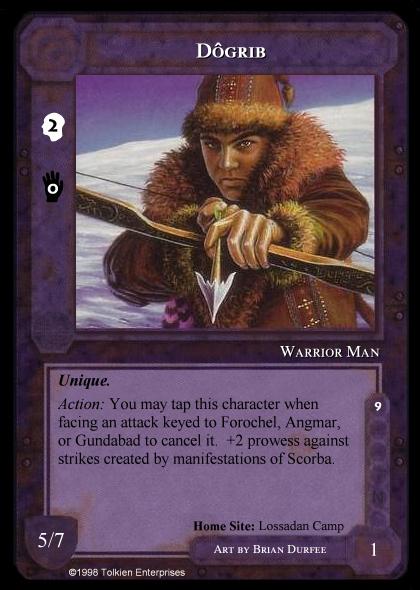 DÔGRIB
2
0
WARRIOR MAN
Unique.
Action: You may tap this character when
facing an attack keyed to Forochel, Angmar,
or Gundabad to cancel it. +2 prowess against
strikes created by manifestations of Scorba.
9
Home Site: Lossadan Camp
5/7
ART BY BRIAN DURFEE
1
©1998 Tolkien Enterprises